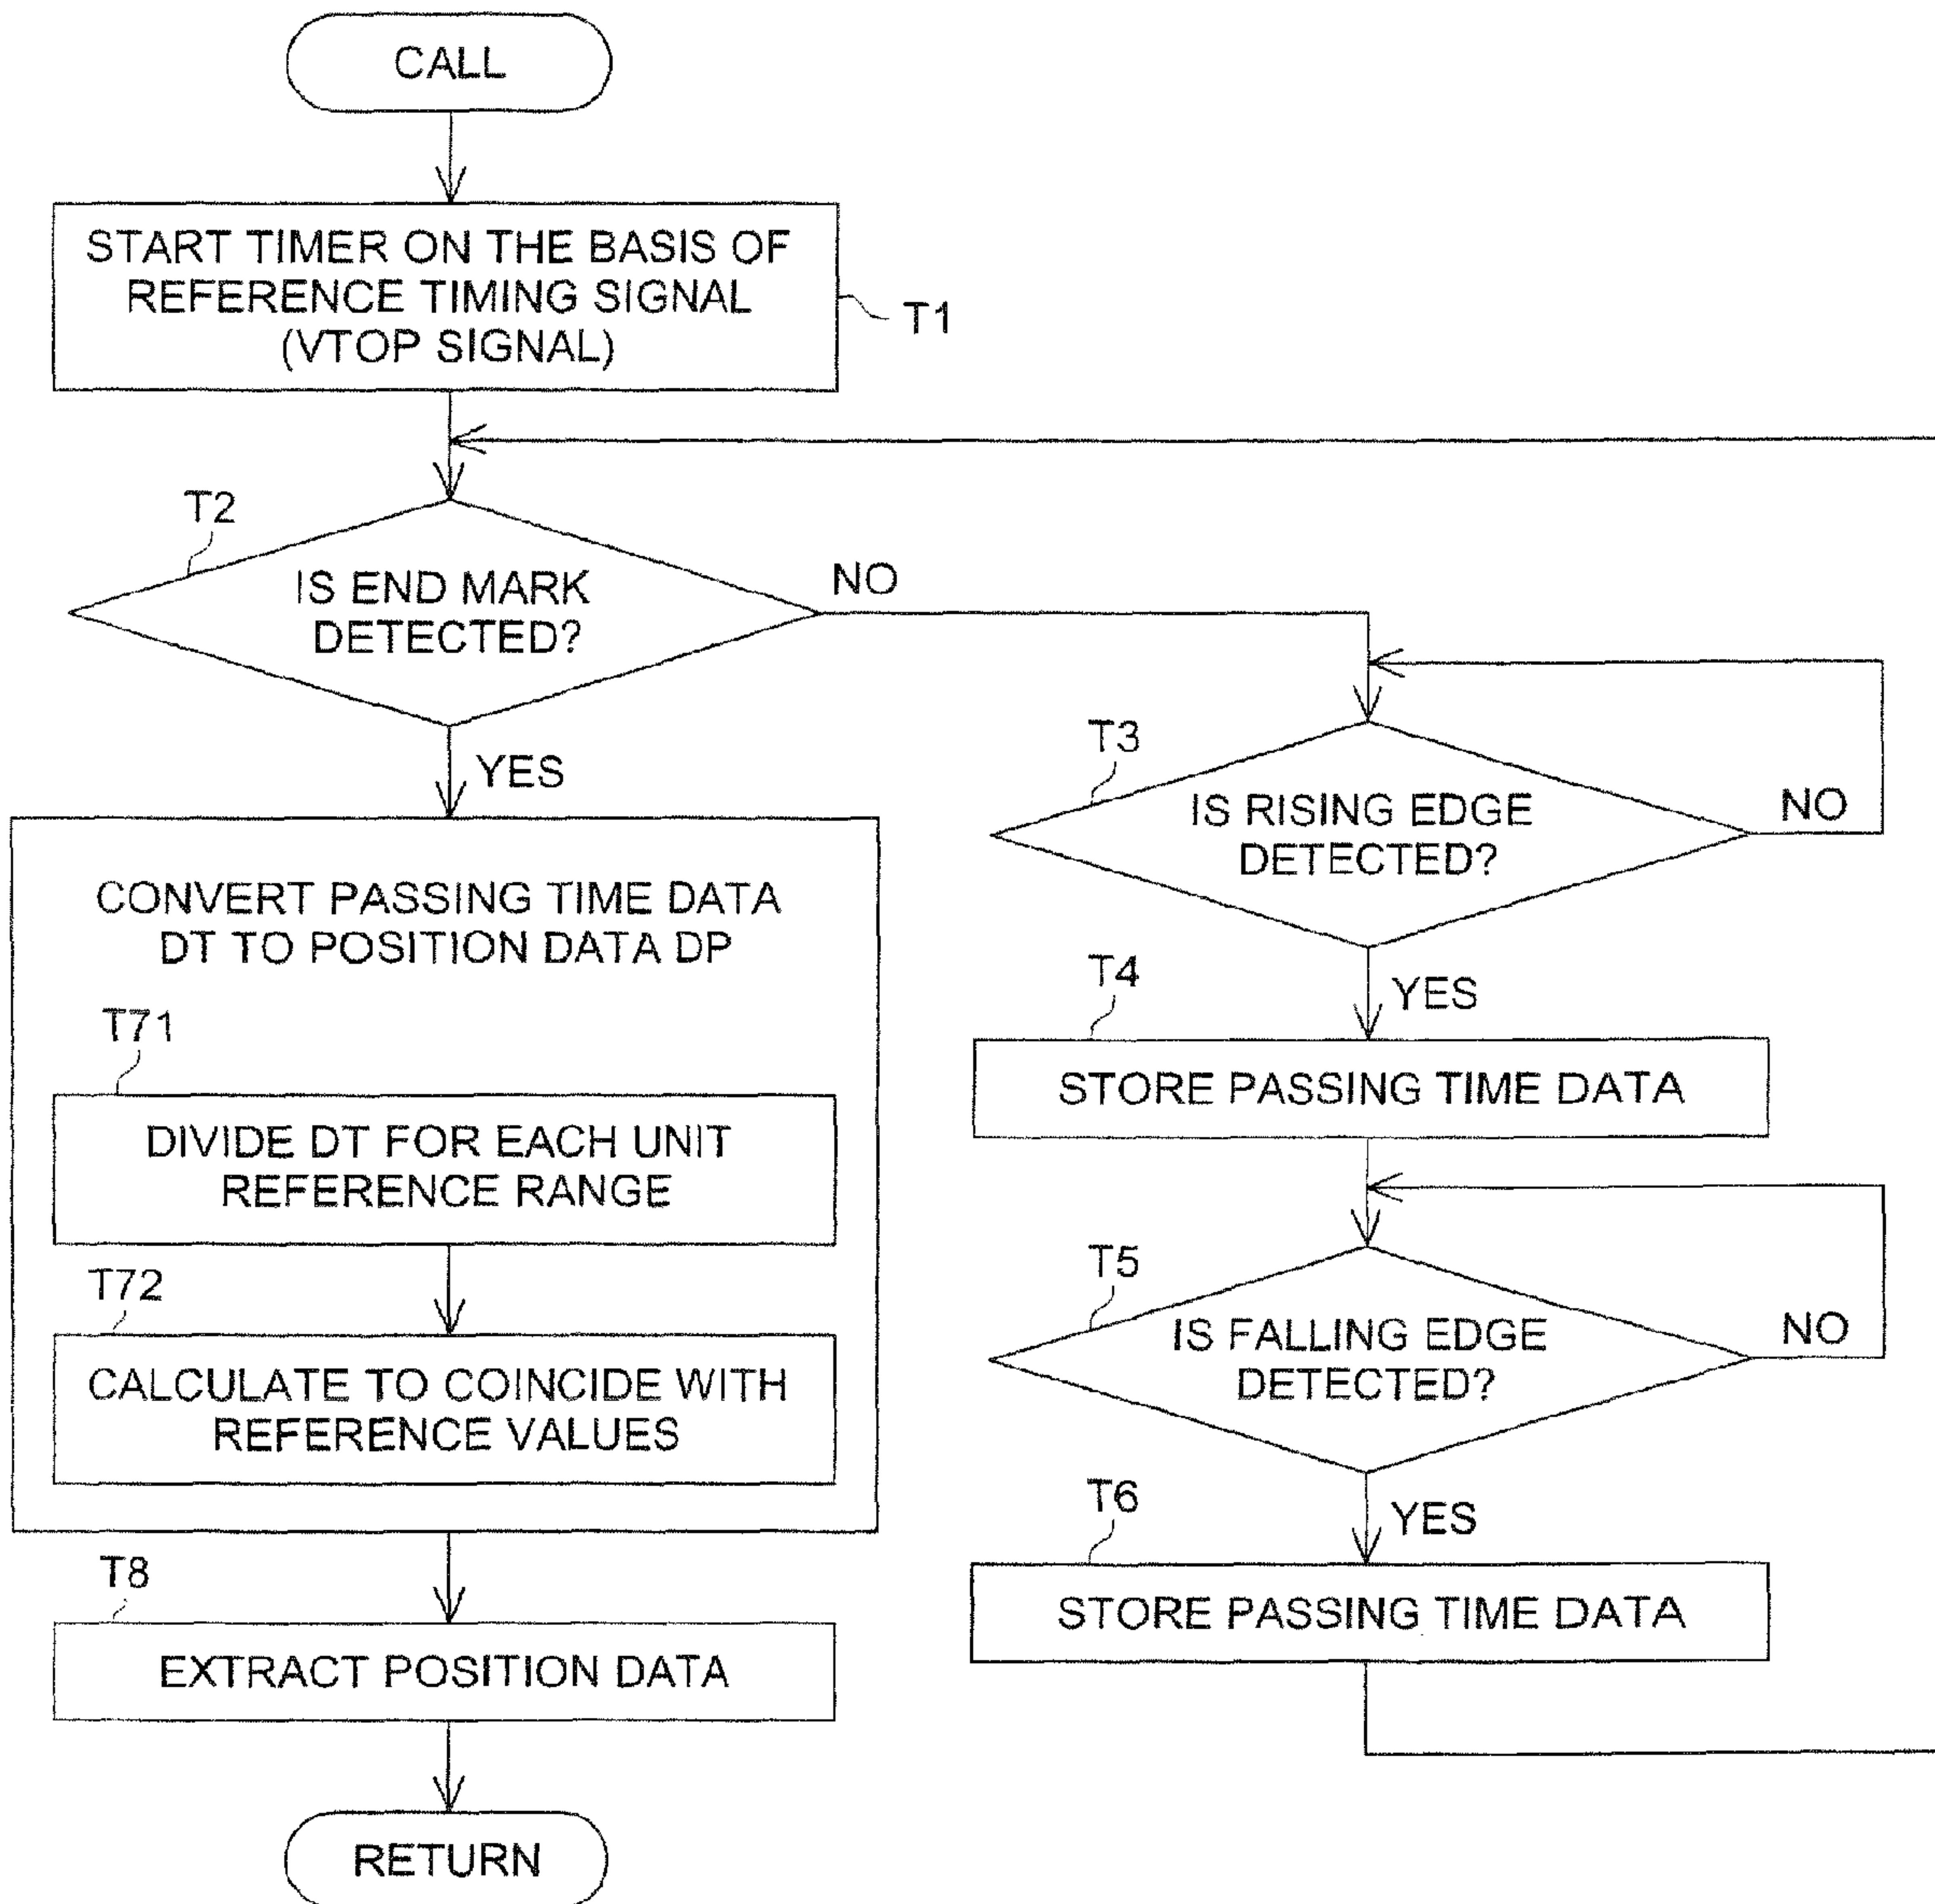 CALL
START TIMER ON THE BASIS OF
REFERENCE TIMING SIGNAL
(VTOP SIGNAL)
T1
T2
IS END MARK
DETECTED?
NO
YES
CONVERT PASSING TIME DATA
DT TO POSITION DATA DP
T71
DIVIDE DT FOR EACH UNIT
REFERENCE RANGE
T72
CALCULATE TO COINCIDE WITH
REFERENCE VALUES
T8
EXTRACT POSITION DATA
RETURN
T3
IS RISING EDGE
DETECTED?
NO
YES
T4
STORE PASSING TIME DATA
T5
IS FALLING EDGE
DETECTED?
NO
YES
T6
STORE PASSING TIME DATA